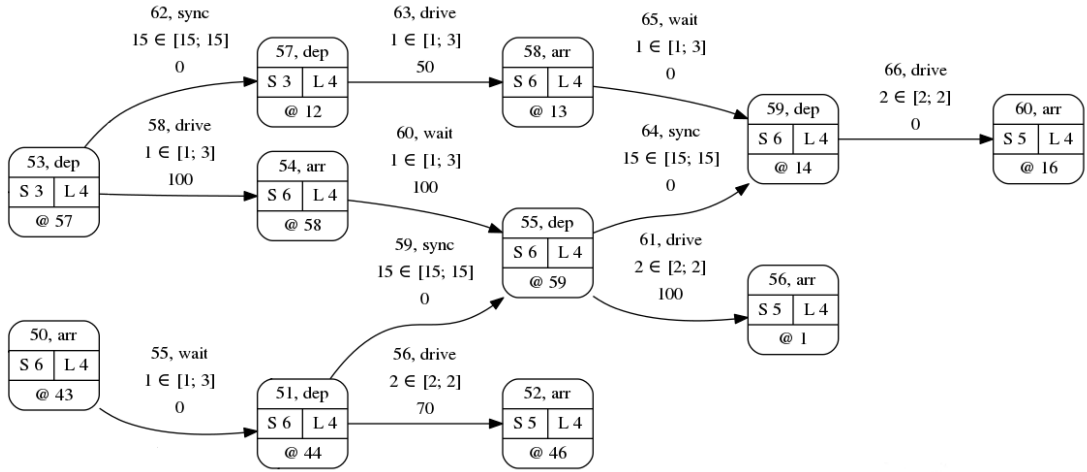 62, sync
15 ∈ [15; 15]
0
63, drive
1 ∈ [1; 3]
50
65, wait
1 ∈ [1; 3]
0
57, dep
S 3 L 4
@ 12
58, arr
S 6 L 4
@ 13
66, drive
2 ∈ [2; 2]
0
58, drive
1 ∈ [1; 3]
100
60, wait
1 ∈ [1; 3]
100
64, sync
15 ∈ [15; 15]
0
59, dep
S 6 L 4
@ 14
60, arr
S 5 L 4
@ 16
53, dep
S 3 L 4
@ 57
54, arr
S 6 L 4
@ 58
59, sync
15 ∈ [15; 15]
0
55, dep
S 6 L 4
@ 59
61, drive
2 ∈ [2; 2]
100
56, arr
S 5 L 4
@ 1
50, arr
S 6 L 4
@ 43
55, wait
1 ∈ [1; 3]
0
56, drive
2 ∈ [2; 2]
70
51, dep
S 6 L 4
@ 44
52, arr
S 5 L 4
@ 46